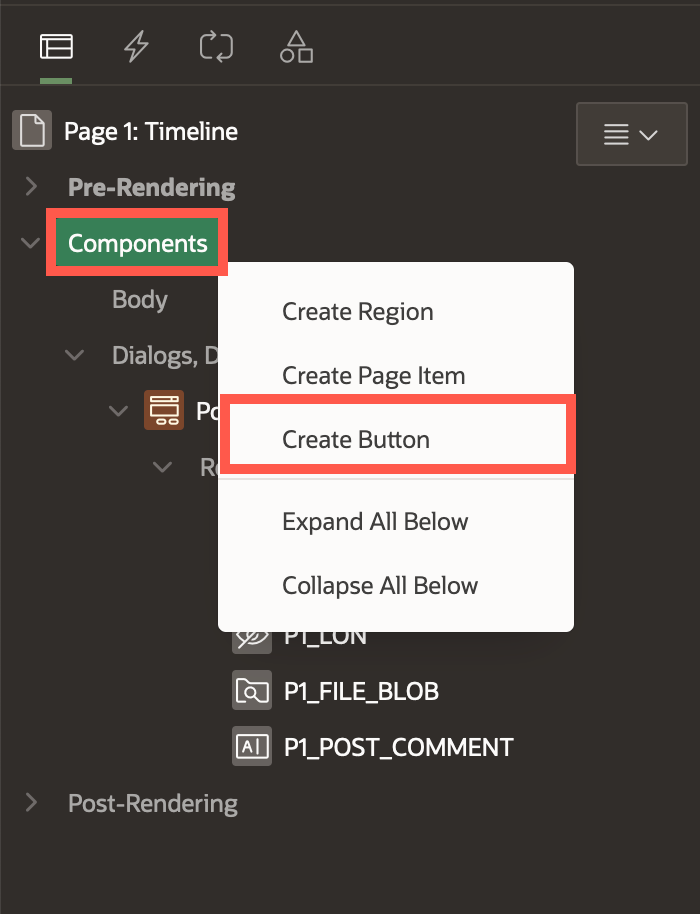 Page 1: Timeline
Pre-Rendering
Components
Body
Create Region
Dialogs, D
Create Page Item
Create Button
Expand All Below
Collapse All Below
P1_LON
P1_FILE_BLOB
P1_POST_COMMENT
Post-Rendering